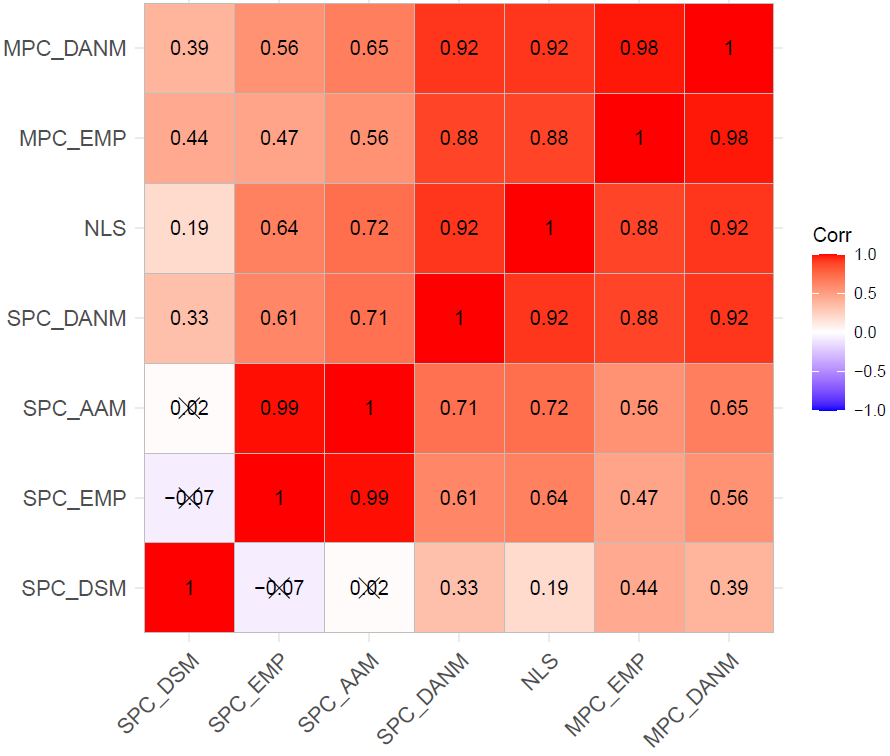 MPC_DANM 0.39 0.56 0.65 0.92 0.92 0.98 1
MPC_EMP 0.44 0.47 0.56 0.88 0.88 1 0.98
NLS 0.19 0.64 0.72 0.92 1 0.88 0.92
SPC_DANM 0.33 0.61 0.71 1 0.92 0.88 0.92
SPC_AAM 0.02 0.99 1 0.71 0.72 0.56 0.65
SPC_EMP −0.07 1 0.99 0.61 0.64 0.47 0.56
SPC_DSM 1 −0.07 0.02 0.33 0.19 0.44 0.39
SPC_DSM SPC_EMP SPC_AAM SPC_DANM NLS MPC_EMP MPC_DANM
Corr
1.0
0.5
0.0
−0.5
−1.0